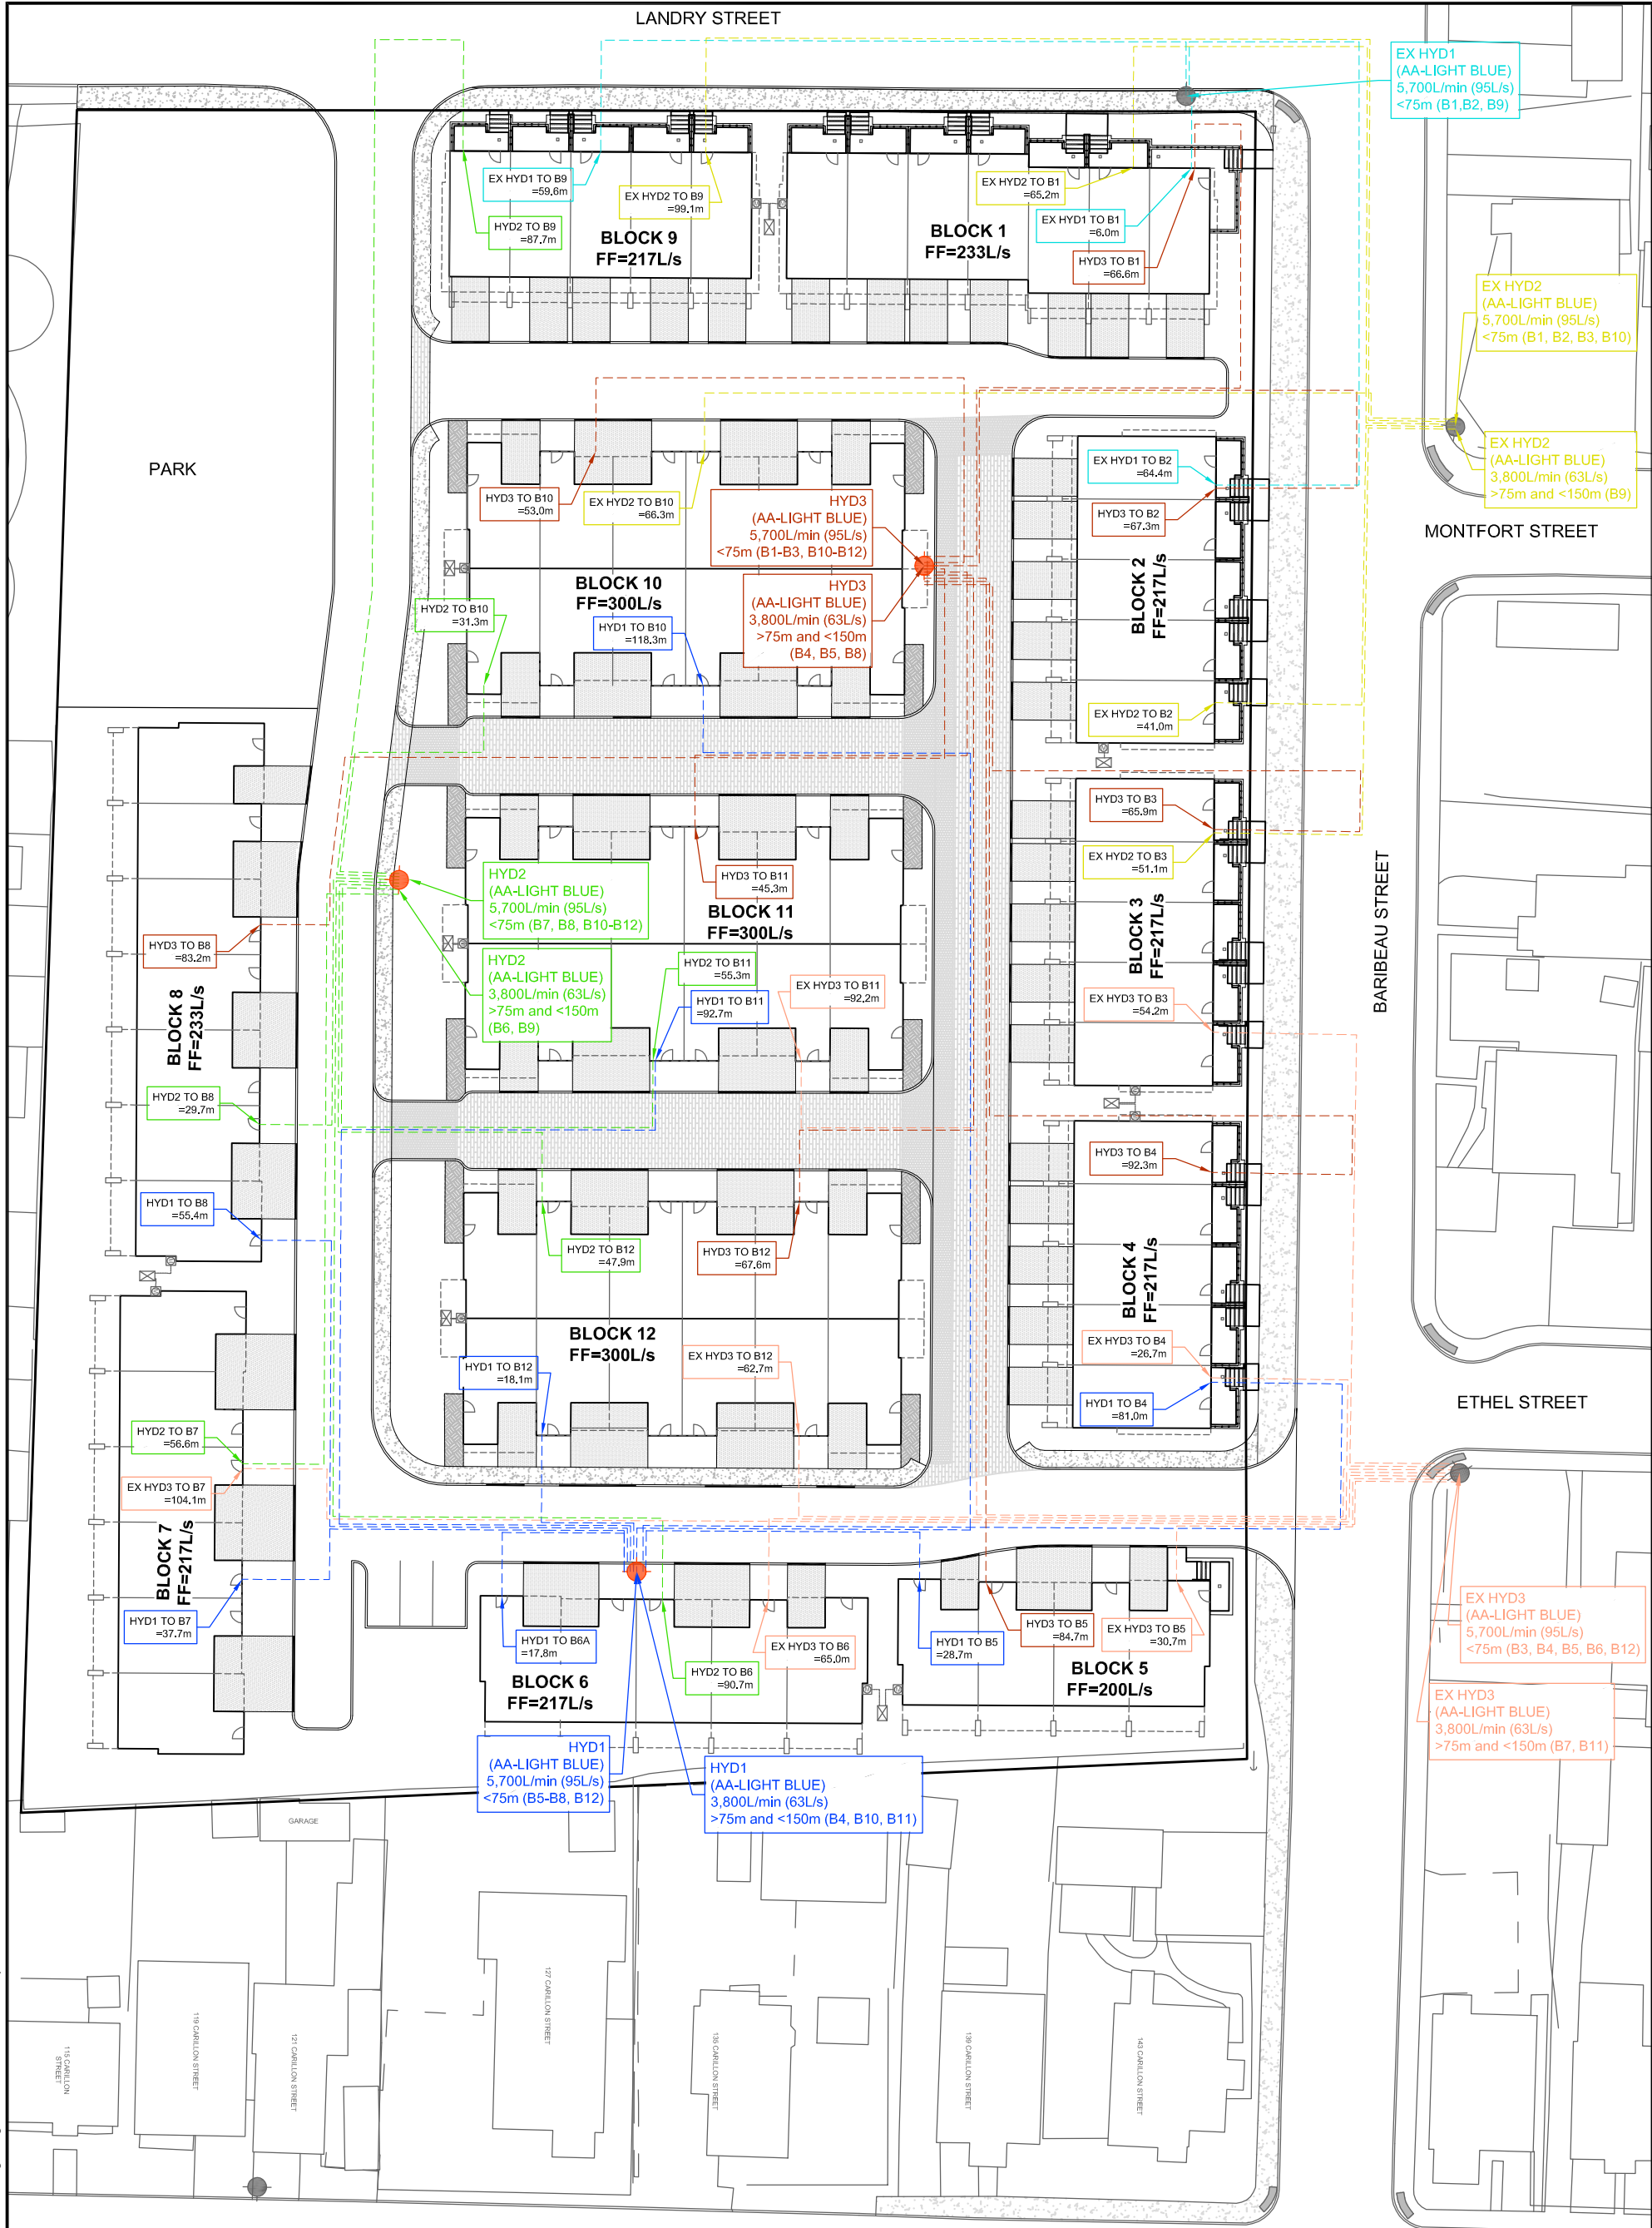 LANDRY STREET
EX HYD1
(AA-LIGHT BLUE)
5,700L/min (95L/s)
<75m (B1,B2, B9)
EX HYD1 TO B9
=59.6m
EX HYD2 TO B9
=99.1m
HYD2 TO B9
=87.7m
BLOCK 9
FF=217L/s
EX HYD2 TO B1
=65.2m
EX HYD1 TO B1
=6.0m
HYD3 TO B1
=66.6m
BLOCK 1
FF=233L/s
EX HYD2
(AA-LIGHT BLUE)
5,700L/min (95L/s)
<75m (B1, B2, B3, B10)
EX HYD2
(AA-LIGHT BLUE)
3,800L/min (63L/s)
>75m and <150m (B9)
MONTFORT STREET
PARK
HYD3 TO B10
=53.0m
EX HYD2 TO B10
=66.3m
HYD3
(AA-LIGHT BLUE)
5,700L/min (95L/s)
<75m (B1-B3, B10-B12)
HYD3
(AA-LIGHT BLUE)
3,800L/min (63L/s)
>75m and <150m
(B4, B5, B8)
BLOCK 10
FF=300L/s
HYD2 TO B10
=31.3m
HYD1 TO B10
=118.3m
EX HYD1 TO B2
=64.4m
HYD3 TO B2
=67.3m
BLOCK 2
FF=217L/s
EX HYD2 TO B2
=41.0m
HYD3 TO B3
=65.9m
EX HYD2 TO B3
=51.1m
BLOCK 3
FF=217L/s
EX HYD3 TO B3
=54.2m
BARIBEAU STREET
HYD3 TO B11
=45.3m
HYD2
(AA-LIGHT BLUE)
5,700L/min (95L/s)
<75m (B7, B8, B10-B12)
BLOCK 11
FF=300L/s
HYD2
(AA-LIGHT BLUE)
3,800L/min (63L/s)
>75m and <150m
(B6, B9)
HYD2 TO B11
=55.3m
HYD1 TO B11
=92.7m
EX HYD3 TO B11
=92.2m
HYD3 TO B8
=83.2m
BLOCK 8
FF=233L/s
HYD2 TO B8
=29.7m
HYD1 TO B8
=55.4m
HYD3 TO B4
=92.3m
BLOCK 4
FF=217L/s
EX HYD3 TO B4
=26.7m
HYD1 TO B4
=81.0m
HYD2 TO B12
=47.9m
HYD3 TO B12
=67.6m
BLOCK 12
FF=300L/s
HYD1 TO B12
=18.1m
EX HYD3 TO B12
=62.7m
ETHEL STREET
HYD2 TO B7
=56.6m
EX HYD3 TO B7
=104.1m
BLOCK 7
FF=217L/s
HYD1 TO B7
=37.7m
HYD1 TO B6A
=17.8m
HYD2 TO B6
=90.7m
EX HYD3 TO B6
=65.0m
BLOCK 6
FF=217L/s
HYD1 TO B5
=28.7m
HYD3 TO B5
=84.7m
EX HYD3 TO B5
=30.7m
BLOCK 5
FF=200L/s
EX HYD3
(AA-LIGHT BLUE)
5,700L/min (95L/s)
<75m (B3, B4, B5, B6, B12)
EX HYD3
(AA-LIGHT BLUE)
3,800L/min (63L/s)
>75m and <150m (B7, B11)
HYD1
(AA-LIGHT BLUE)
5,700L/min (95L/s)
<75m (B5-B8, B12)
HYD1
(AA-LIGHT BLUE)
3,800L/min (63L/s)
>75m and <150m (B4, B10, B11)
GARAGE
115 CARILLON
STREET
119 CARILLON STREET
121 CARILLON STREET
127 CARILLON STREET
135 CARILLON STREET
139 CARILLON STREET
143 CARILLON STREET